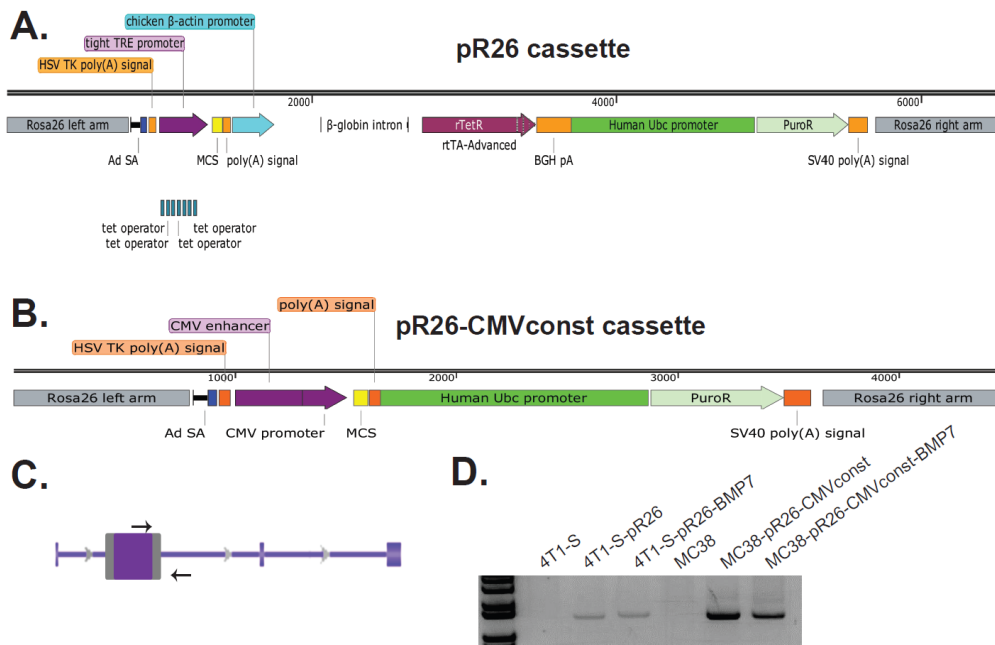 A.
chicken β-actin promoter
tight TRE promoter
HSV TK poly(A) signal
pR26 cassette
2000 4000 6000
Rosa26 left arm β-globin intron rTetR Human Ubc promoter PuroR Rosa26 right arm
rtTA-Advanced
Ad SA MCS poly(A) signal BGH pA SV40 poly(A) signal
tet operator tet operator
tet operator tet operator
B.
poly(A) signal
CMV enhancer
HSV TK poly(A) signal
pR26-CMVconst cassette
1000 2000 3000 4000
Rosa26 left arm Human Ubc promoter PuroR Rosa26 right arm
Ad SA CMV promoter MCS SV40 poly(A) signal
C.
D.
4T1-S
4T1-S-pR26
4T1-S-pR26-BMP7
MC38
MC38-pR26-CMVconst
MC38-pR26-CMVconst-BMP7